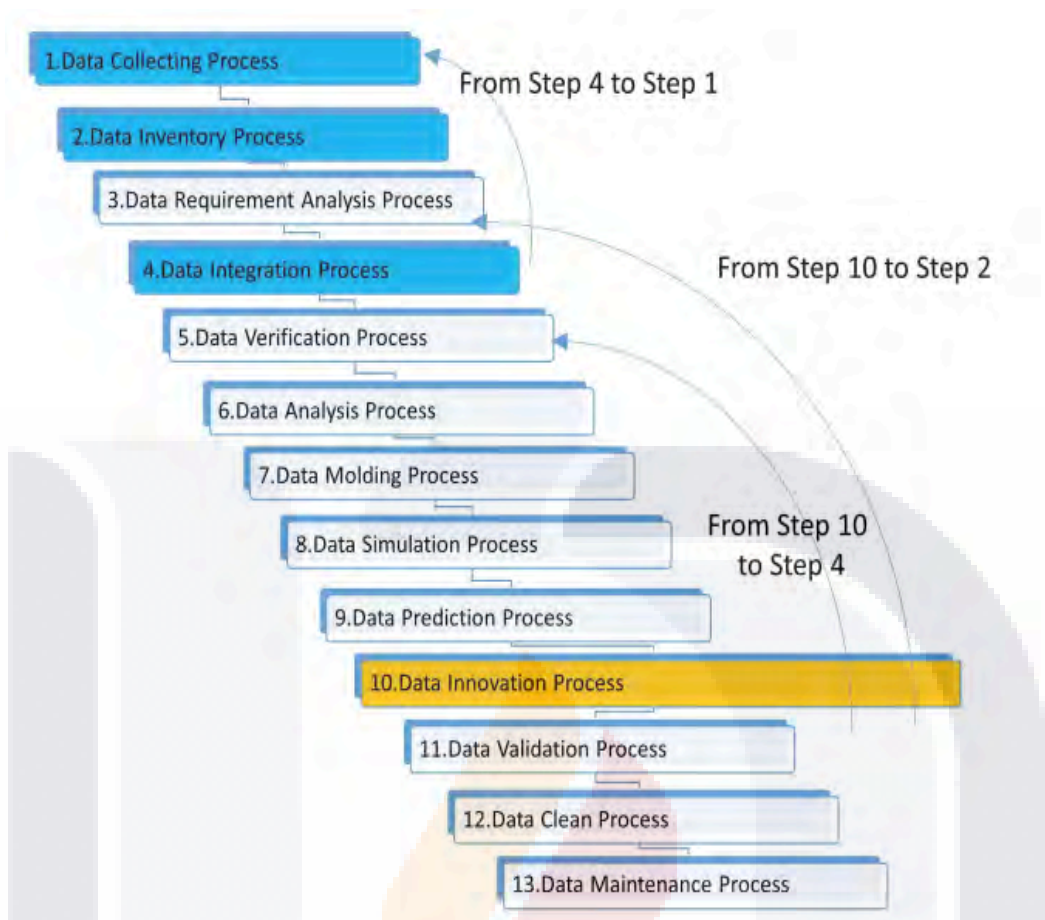 1.Data Collecting Process
From Step 4 to Step 1
2.Data Inventory Process
3.Data Requirement Analysis Process
4.Data Integration Process
From Step 10 to Step 2
5.Data Verification Process
6.Data Analysis Process
7.Data Molding Process
From Step 10
to Step 4
8.Data Simulation Process
9.Data Prediction Process
10.Data Innovation Process
11.Data Validation Process
12.Data Clean Process
13.Data Maintenance Process